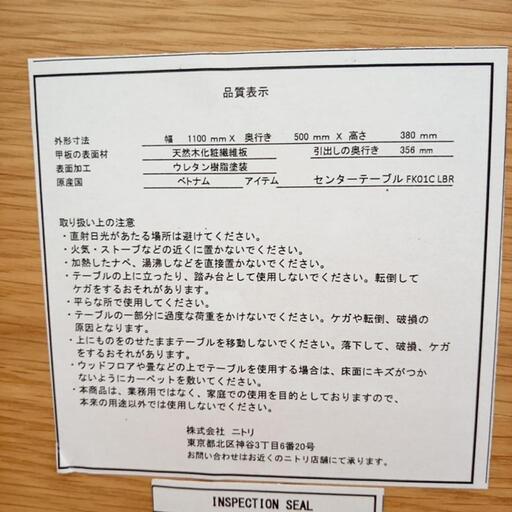 品質表示
外形寸法 幅 1100 mm X 奥行き 500 mm X 高さ 380 mm
甲板の表面材 天然木化粧繊維板 引出しの奥行き 356 mm
表面加工 ウレタン樹脂塗装
原産国 ベトナム アイテム センターテーブル FK01C LBR
取り扱い上の注意
・直射日光があたる場所は避けてください。
・火気・ストーブなどの近くに置かないでください。
・加熱したナベ、湯沸しなどを直接置かないでください。
・テーブルの上に立ったり、踏み台として使用しないでください。転倒して
ケガをするおそれがあります。
・平らな所で使用してください。
・テーブルの一部分に過度な荷重をかけないでください。ケガや転倒、破損の
原因となります。
・上にものをのせたままテーブルを移動しないでください。落下して、破損、ケガ
をするおそれがあります。
・ウッドフロアや畳などの上でテーブルを使用する場合は、床面にキズがつか
ないようにカーペットを敷いてください。
・本商品は、業務用ではなく、家庭での使用を目的としておりますので、
本来の用途以外では使用しないでください。
株式会社 ニトリ
東京都北区神谷3丁目6番20号
お問い合わせはお近くのニトリ店舗にて承ります。
INSPECTION SEAL